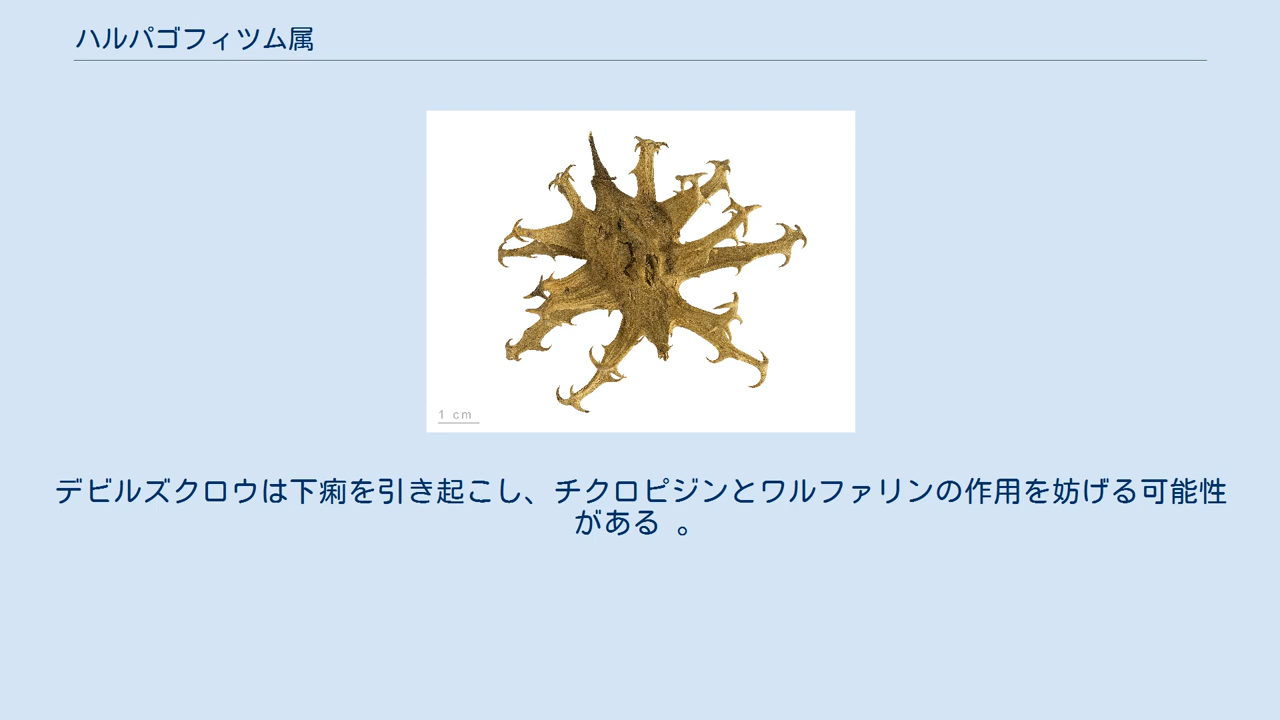 ハルパゴフィツム属
1 cm
デビルズクロウは下痢を引き起こし、チクロピジンとワルファリンの作用を妨げる可能性
がある 。